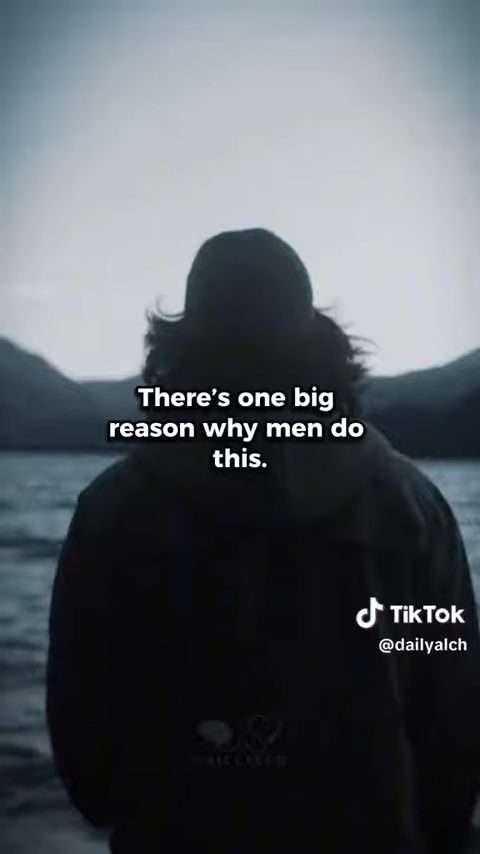 There's one big
reason why men do
this.
TikTok
@dailyalch